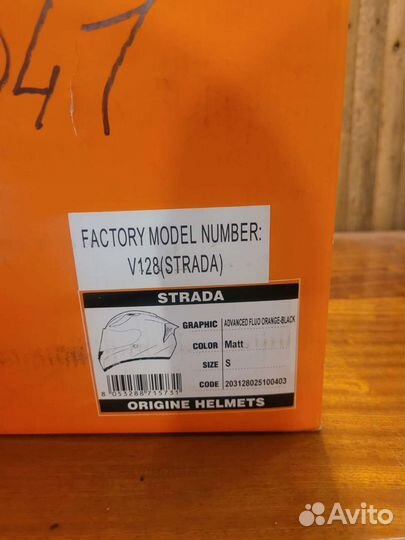 047
FACTORY MODEL NUMBER:
V128(STRADA)
STRADA
GRAPHIC ADVANCED FLUO ORANGE-BLACK
COLOR Matt
SIZE S
CODE 203128025100403
8 053288 715731
ORIGINE HELMETS
Avito